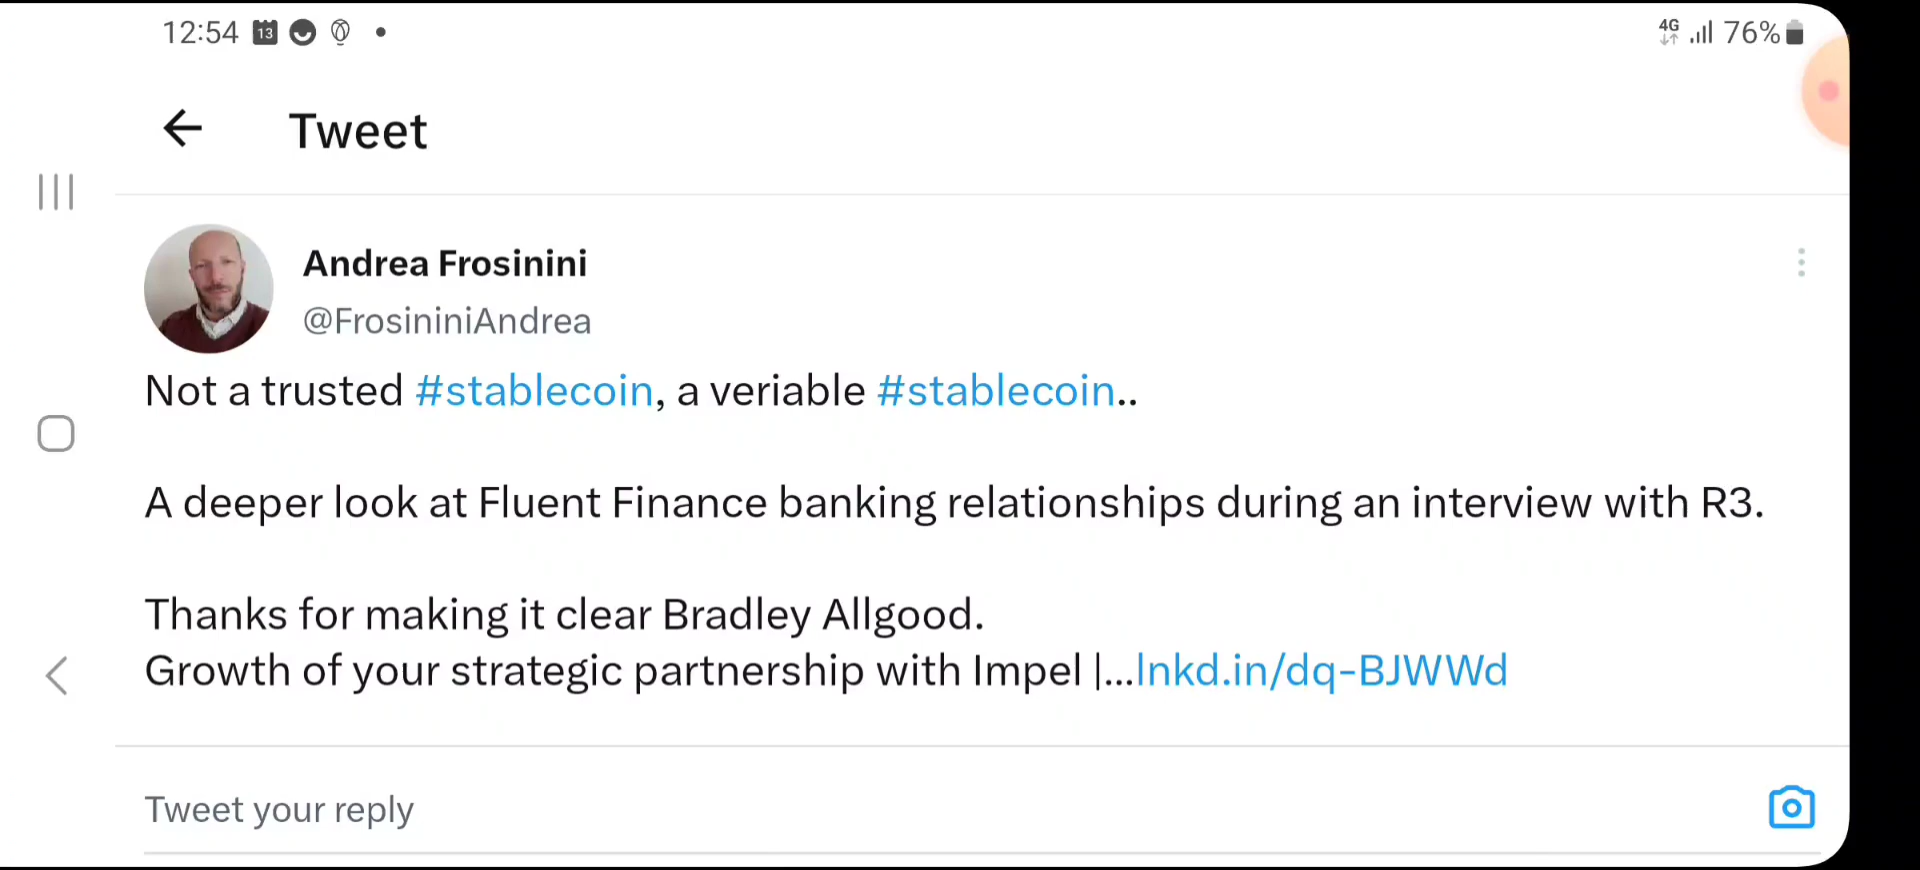 12:54 13 4G 76%
Tweet
Andrea Frosinini
@FrosininiAndrea
Not a trusted #stablecoin, a veriable #stablecoin..
A deeper look at Fluent Finance banking relationships during an interview with R3.
Thanks for making it clear Bradley Allgood.
Growth of your strategic partnership with Impel |...lnkd.in/dq-BJWWd
Tweet your reply